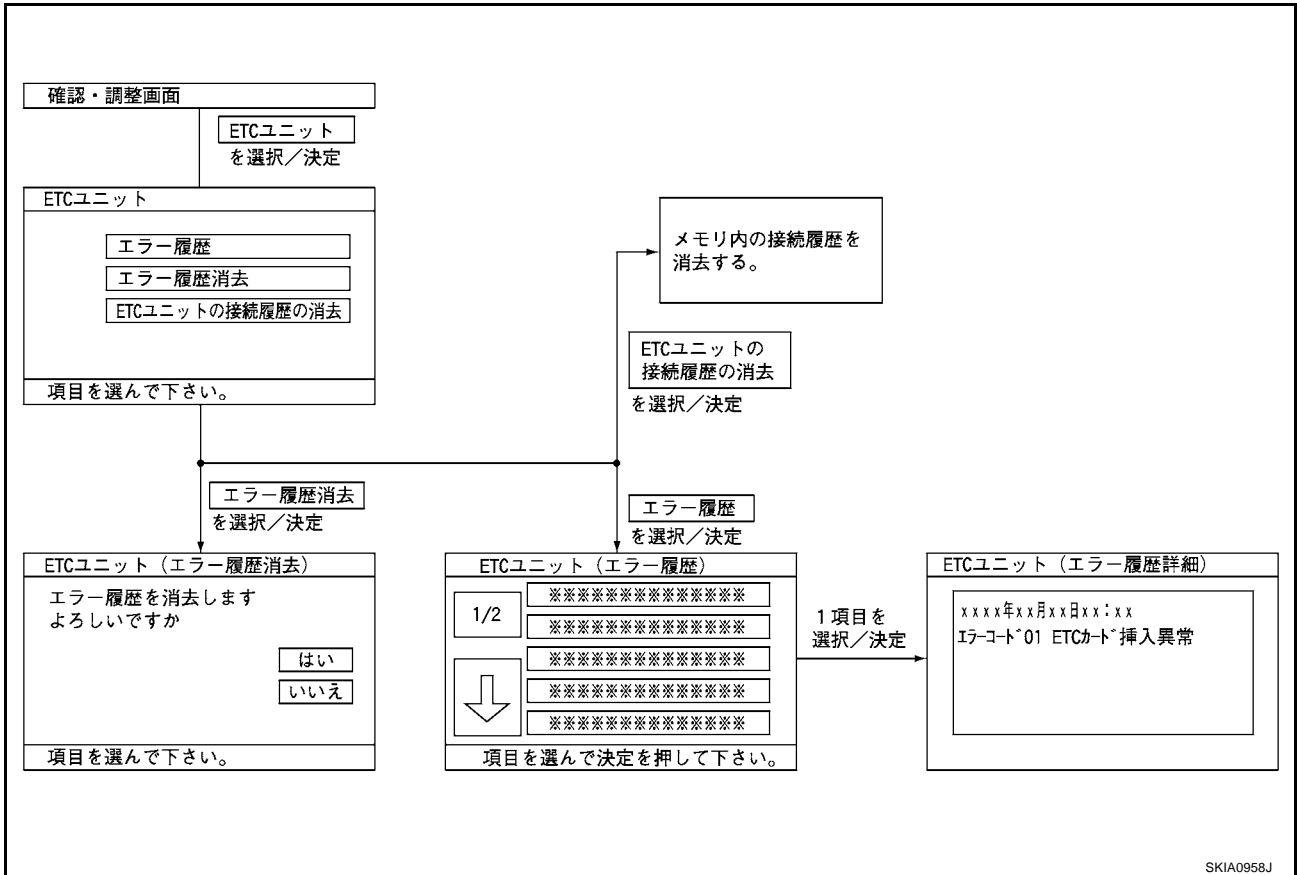 確認・調整画面
ETCユニット
を選択／決定
ETCユニット
エラー履歴
エラー履歴消去
ETCユニットの接続履歴の消去
項目を選んで下さい。
メモリ内の接続履歴を
消去する。
ETCユニットの
接続履歴の消去
を選択／決定
エラー履歴消去
を選択／決定
エラー履歴
を選択／決定
ETCユニット（エラー履歴消去）
エラー履歴を消去します
よろしいですか
はい
いいえ
項目を選んで下さい。
ETCユニット（エラー履歴）
1/2
※※※※※※※※※※※※※※
※※※※※※※※※※※※※※
※※※※※※※※※※※※※※
※※※※※※※※※※※※※※
※※※※※※※※※※※※※※
項目を選んで決定を押して下さい。
1項目を
選択／決定
ETCユニット（エラー履歴詳細）
xxxx年xx月xx日xx:xx
ｴﾗｰｺｰﾄﾞ01 ETCｶｰﾄﾞ挿入異常
SKIA0958J